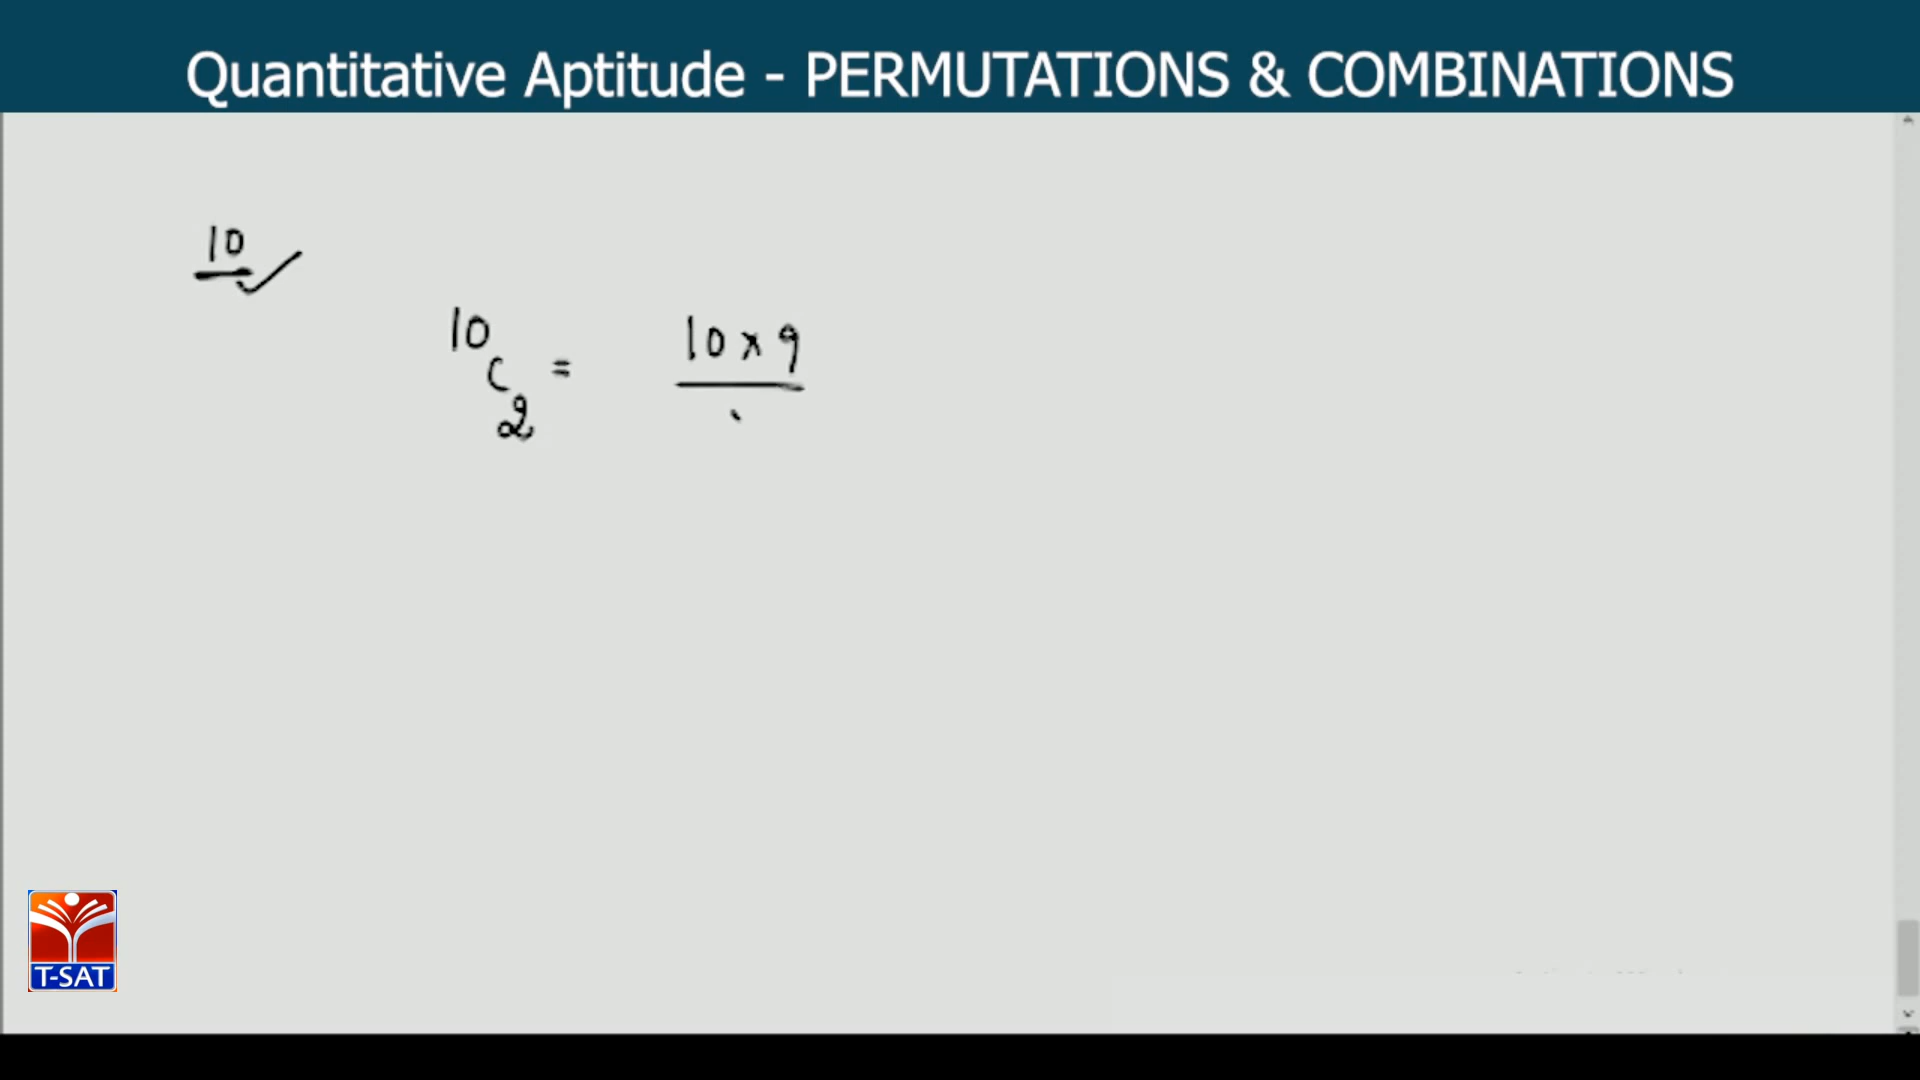 Quantitative Aptitude - PERMUTATIONS & COMBINATIONS
10
10
C
2
=
10 x 9
T-SAT